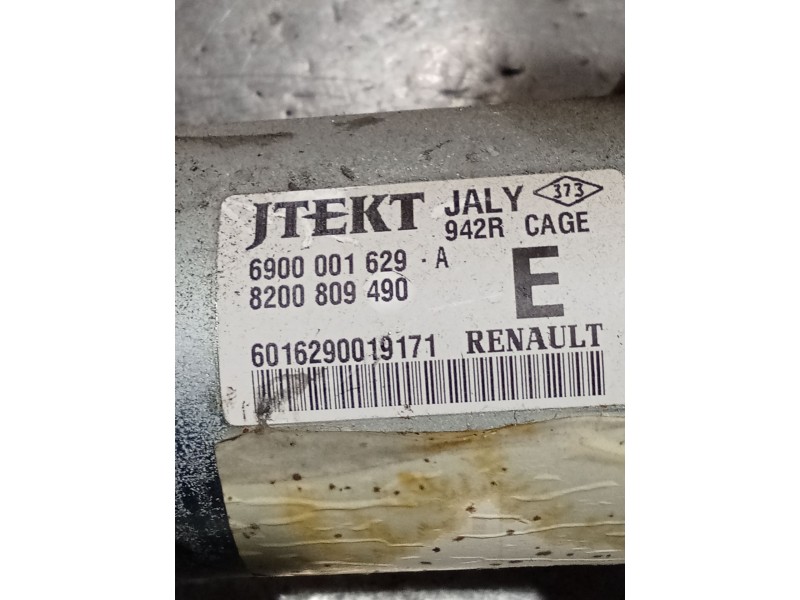 JTEKT JALY 373
942R CAGE
6900 001 629 · A
8200 809 490 E
6016290019171 RENAULT